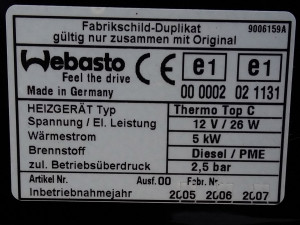 Fabrikschild-Duplikat 9006159A
gültig nur zusammen mit Original
Webasto
Feel the drive
CE e1 e1
Made in Germany 00 0002 02 1131
HEIZGERÄT Typ Thermo Top C
Spannung / El. Leistung 12 V / 26 W
Wärmestrom 5 kW
Brennstoff Diesel / PME
zul. Betriebsüberdruck 2,5 bar
Artikel Nr. Ausf. 00 Fabr. Nr.
Inbetriebnahmejahr 2005 2006 2007